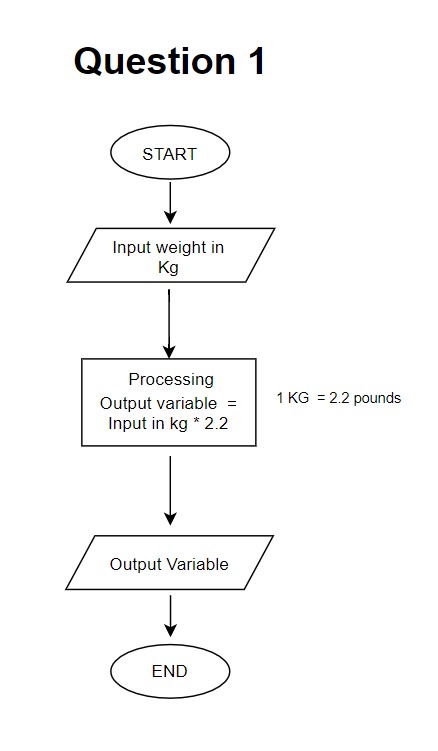 Question 1
START
Input weight in
Kg
Processing
Output variable =
Input in kg * 2.2
1 KG = 2.2 pounds
Output Variable
END